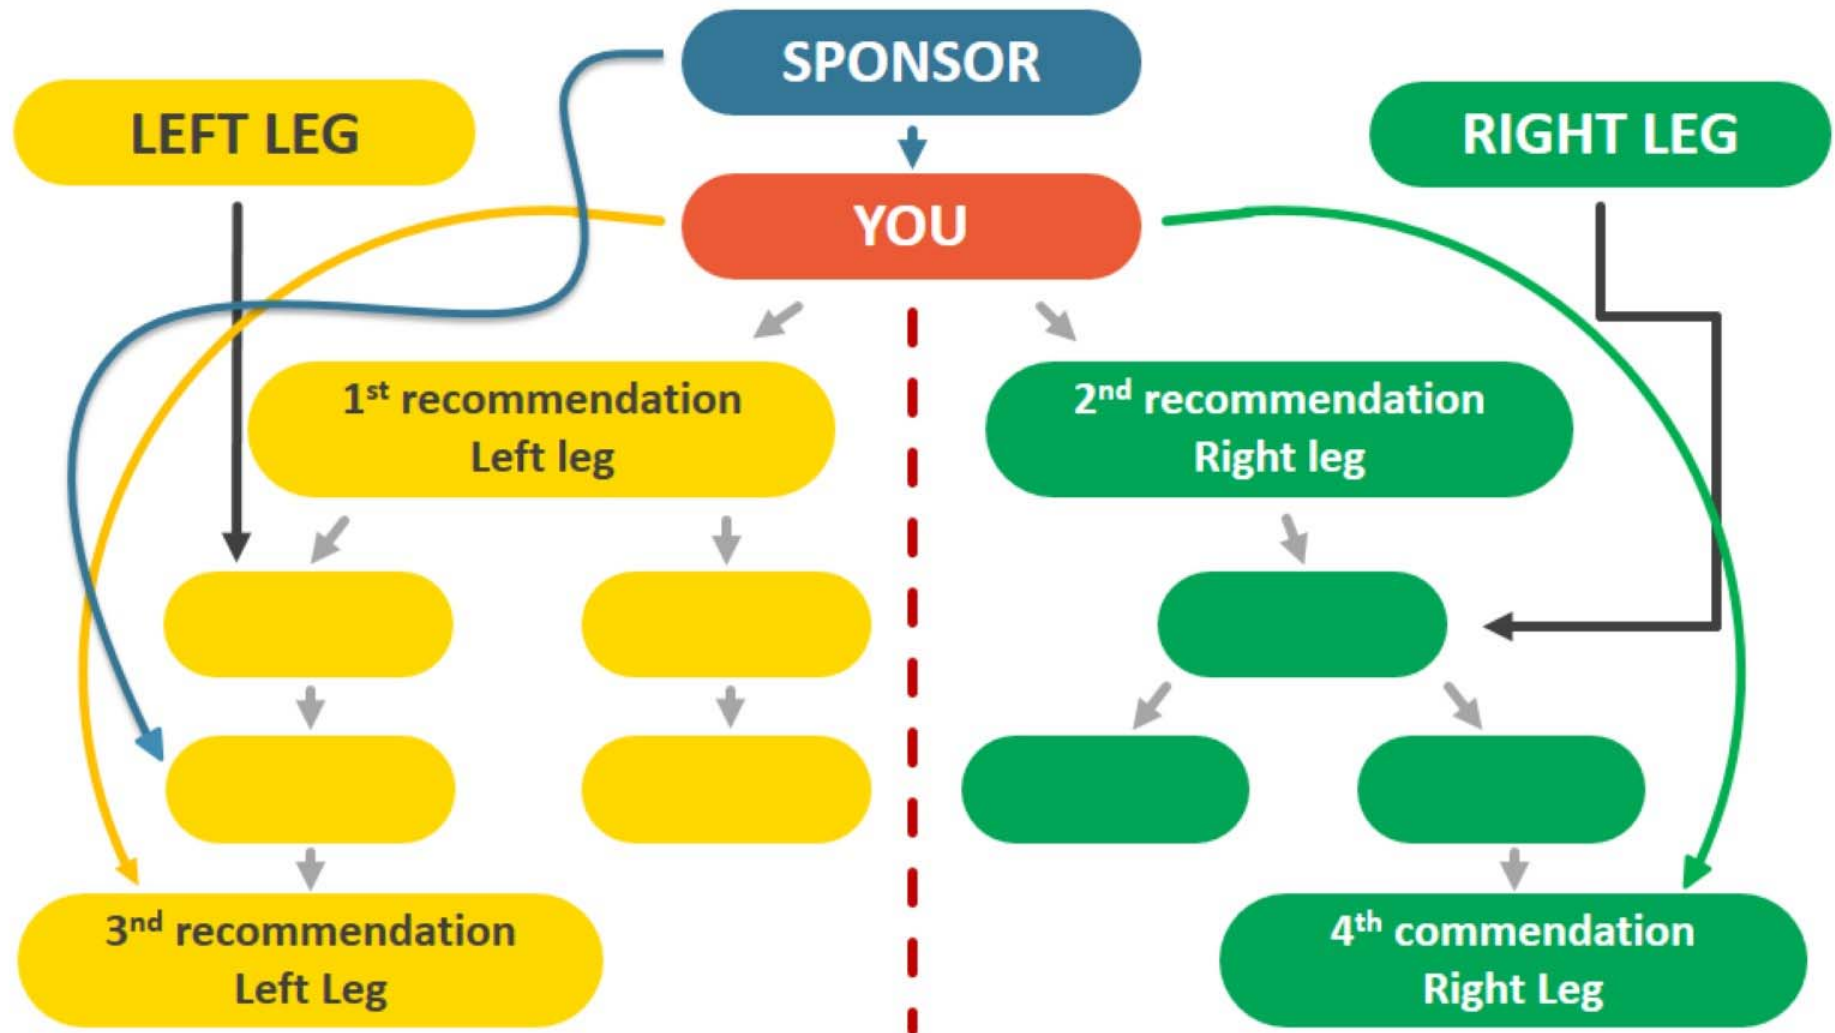 SPONSOR
LEFT LEG
RIGHT LEG
YOU
1st recommendation
Left leg
2nd recommendation
Right leg
3nd recommendation
Left Leg
4th commendation
Right Leg